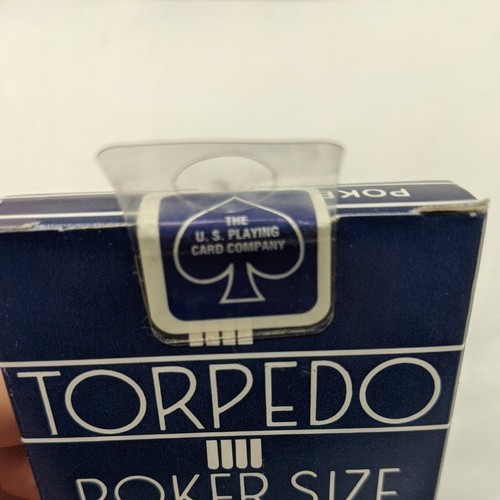 POKE
THE
U. S. PLAYING
CARD COMPANY
TORPEDO
POKER SIZE